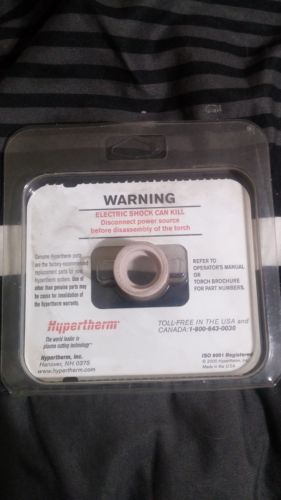 WARNING
ELECTRIC SHOCK CAN KILL
Disconnect power source
before disassembly of the torch
Genuine Hypertherm parts
are the factory-recommended
replacement parts for your
Hypertherm system. Use of
other than genuine parts may
be cause for invalidation of
the Hypertherm warranty.
REFER TO
OPERATOR'S MANUAL
OR
TORCH BROCHURE
FOR PART NUMBERS.
Hypertherm
The world leader in
plasma cutting technology
Hypertherm, Inc.
Hanover, NH 0375
www.hypertherm.com
TOLL-FREE IN THE USA and
CANADA:1-800-643-0030
ISO 9001 Registered
© 2000 Hypertherm, Inc.
Made in the U.S.A.